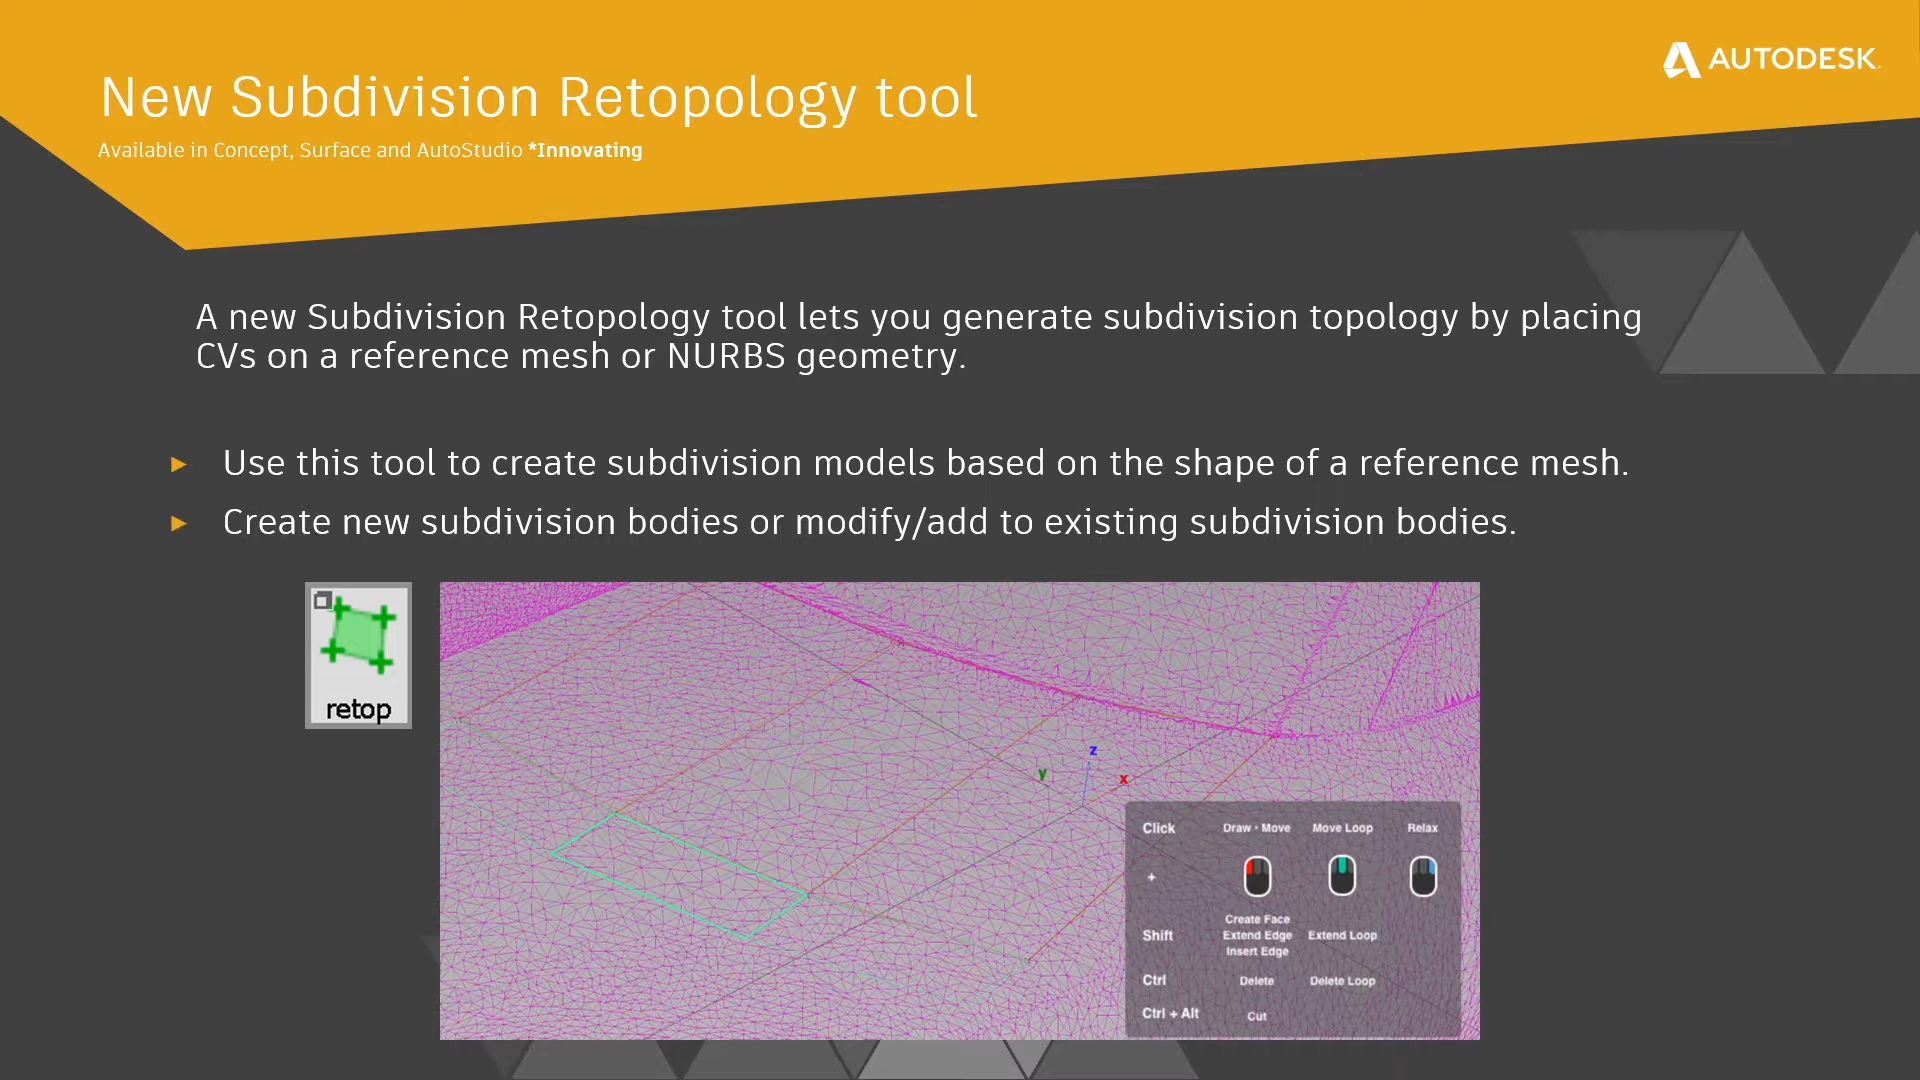 AUTODESK
New Subdivision Retopology tool
Available in Concept, Surface and AutoStudio *Innovating
A new Subdivision Retopology tool lets you generate subdivision topology by placing
CVs on a reference mesh or NURBS geometry.
► Use this tool to create subdivision models based on the shape of a reference mesh.
► Create new subdivision bodies or modify/add to existing subdivision bodies.
retop
z
y
x
Click Draw • Move Move Loop Relax
+
Create Face
Shift Extend Edge Extend Loop
Insert Edge
Ctrl Delete Delete Loop
Ctrl + Alt Cut